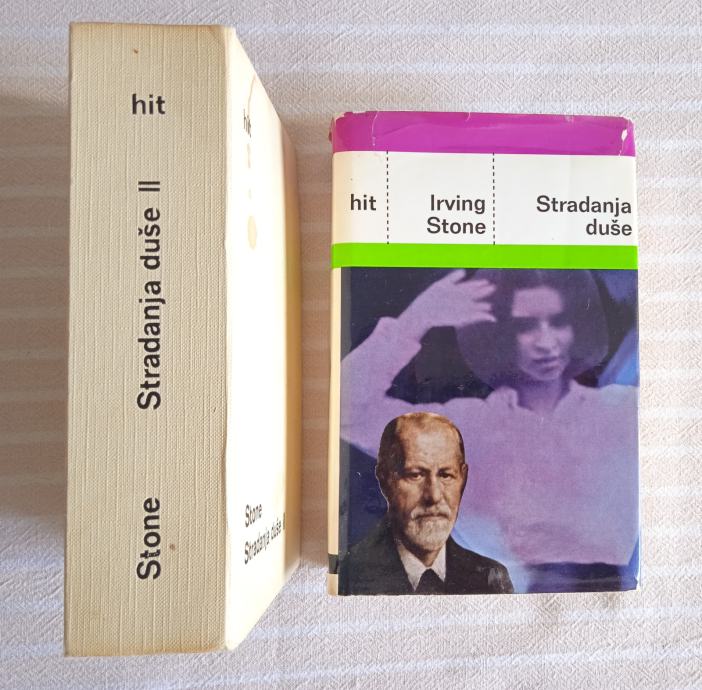 hit
Stradanja duše II
Stone
hit
Stone
Stradanja duše II
hit
Irving
Stone
Stradanja
duše